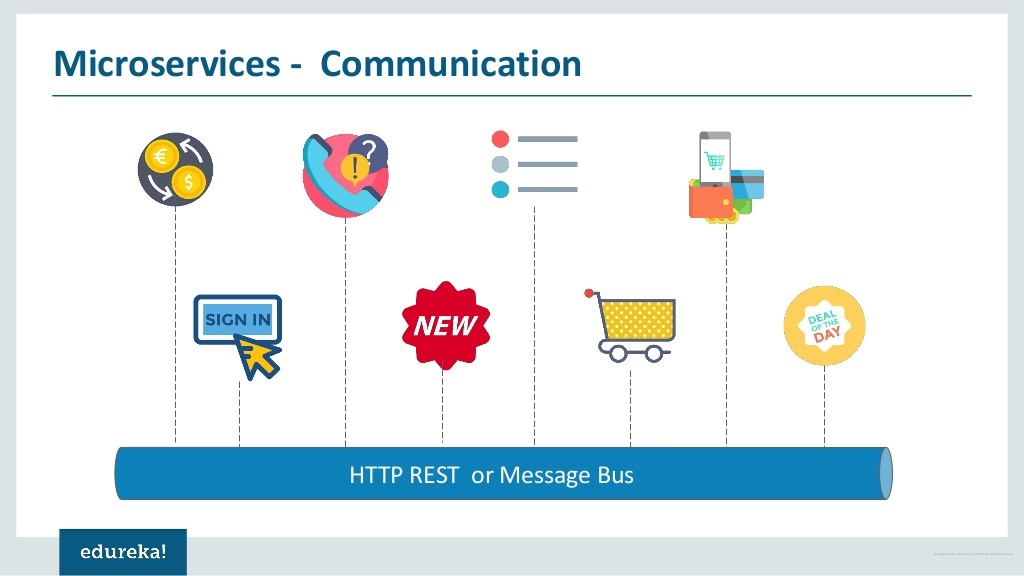 Microservices - Communication
€
$
?
!
SIGN IN
NEW
DEAL
OF THE
DAY
HTTP REST or Message Bus
edureka!